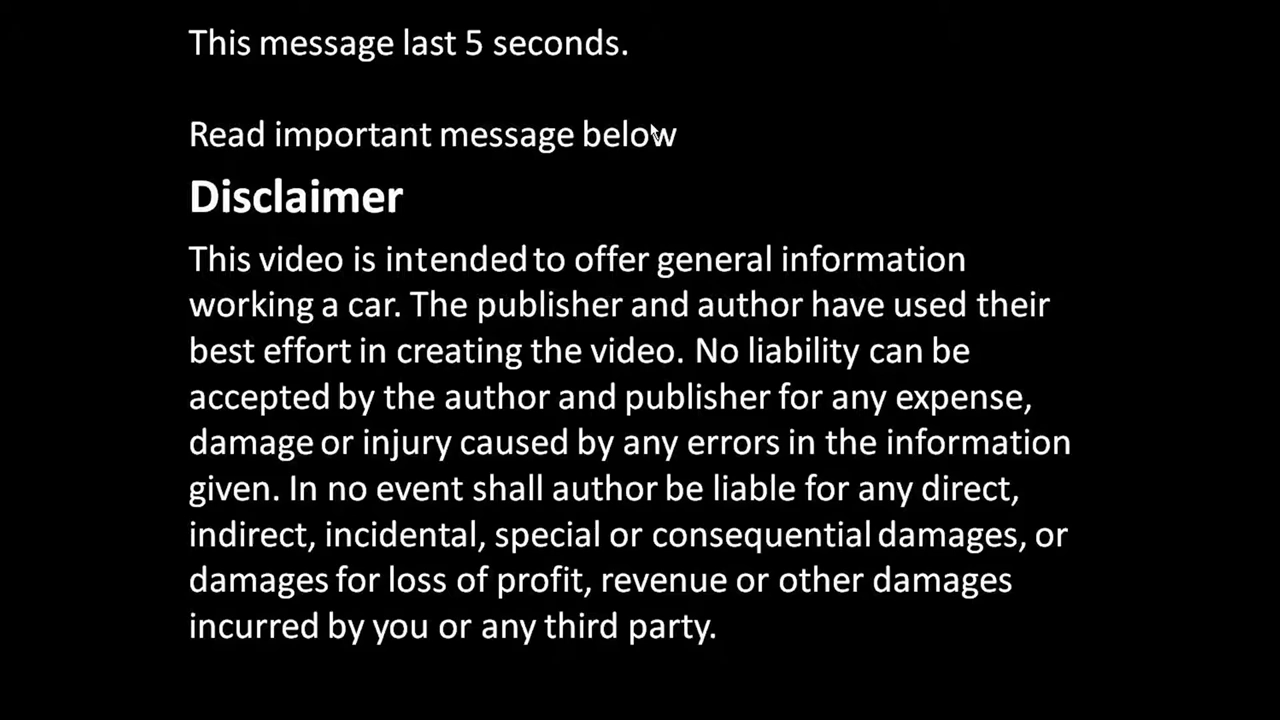 This message last 5 seconds.
Read important message below
Disclaimer
This video is intended to offer general information
working a car. The publisher and author have used their
best effort in creating the video. No liability can be
accepted by the author and publisher for any expense,
damage or injury caused by any errors in the information
given. In no event shall author be liable for any direct,
indirect, incidental, special or consequential damages, or
damages for loss of profit, revenue or other damages
incurred by you or any third party.